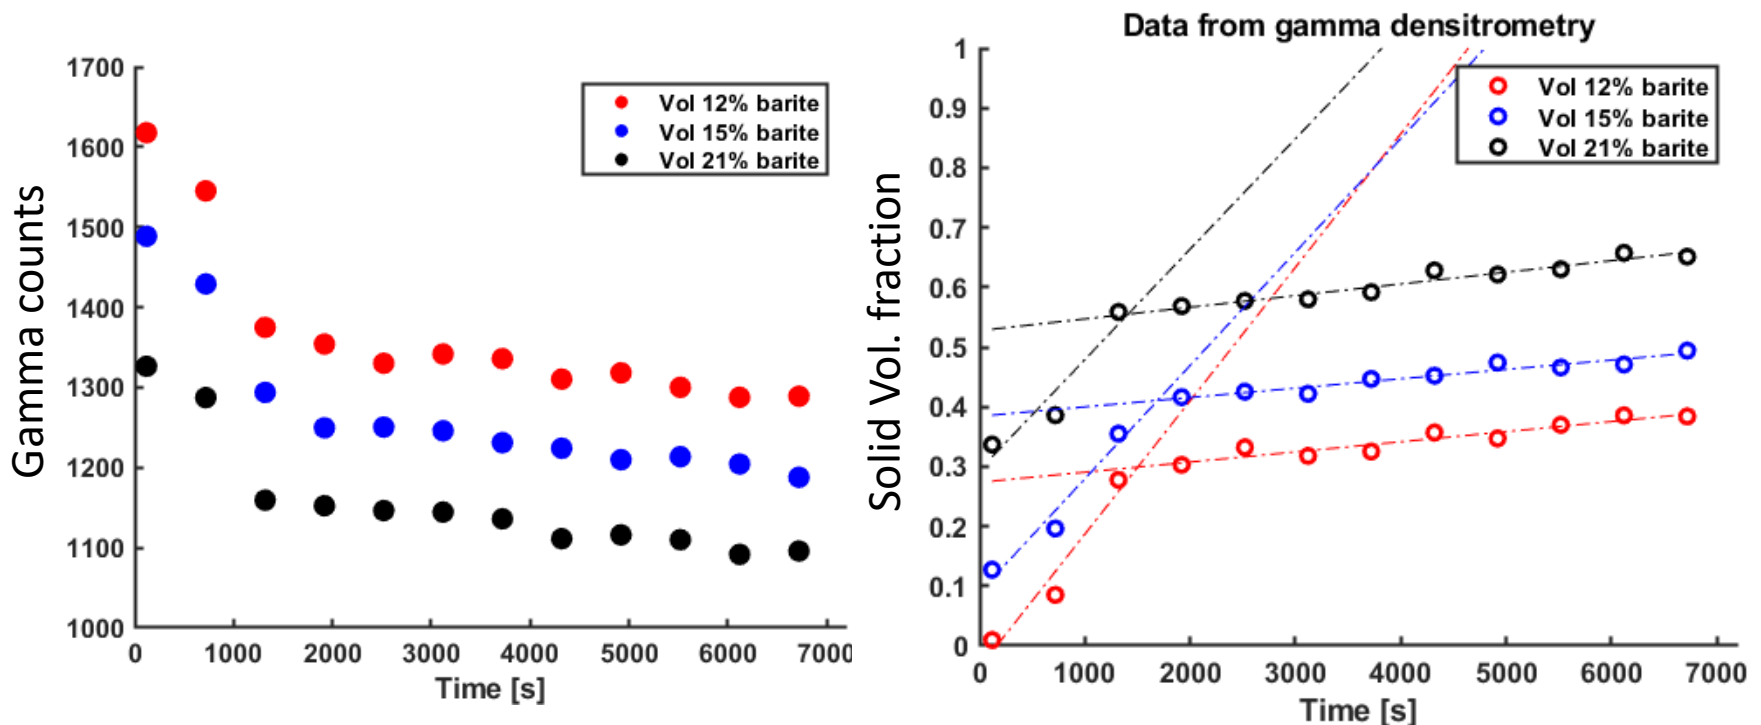 Gamma counts
1700
1600
1500
1400
1300
1200
1100
1000
0 1000 2000 3000 4000 5000 6000 7000
Time [s]
Vol 12% barite
Vol 15% barite
Vol 21% barite
Data from gamma densitrometry
Solid Vol. fraction
1
0.9
0.8
0.7
0.6
0.5
0.4
0.3
0.2
0.1
0
0 1000 2000 3000 4000 5000 6000 7000
Time [s]
Vol 12% barite
Vol 15% barite
Vol 21% barite